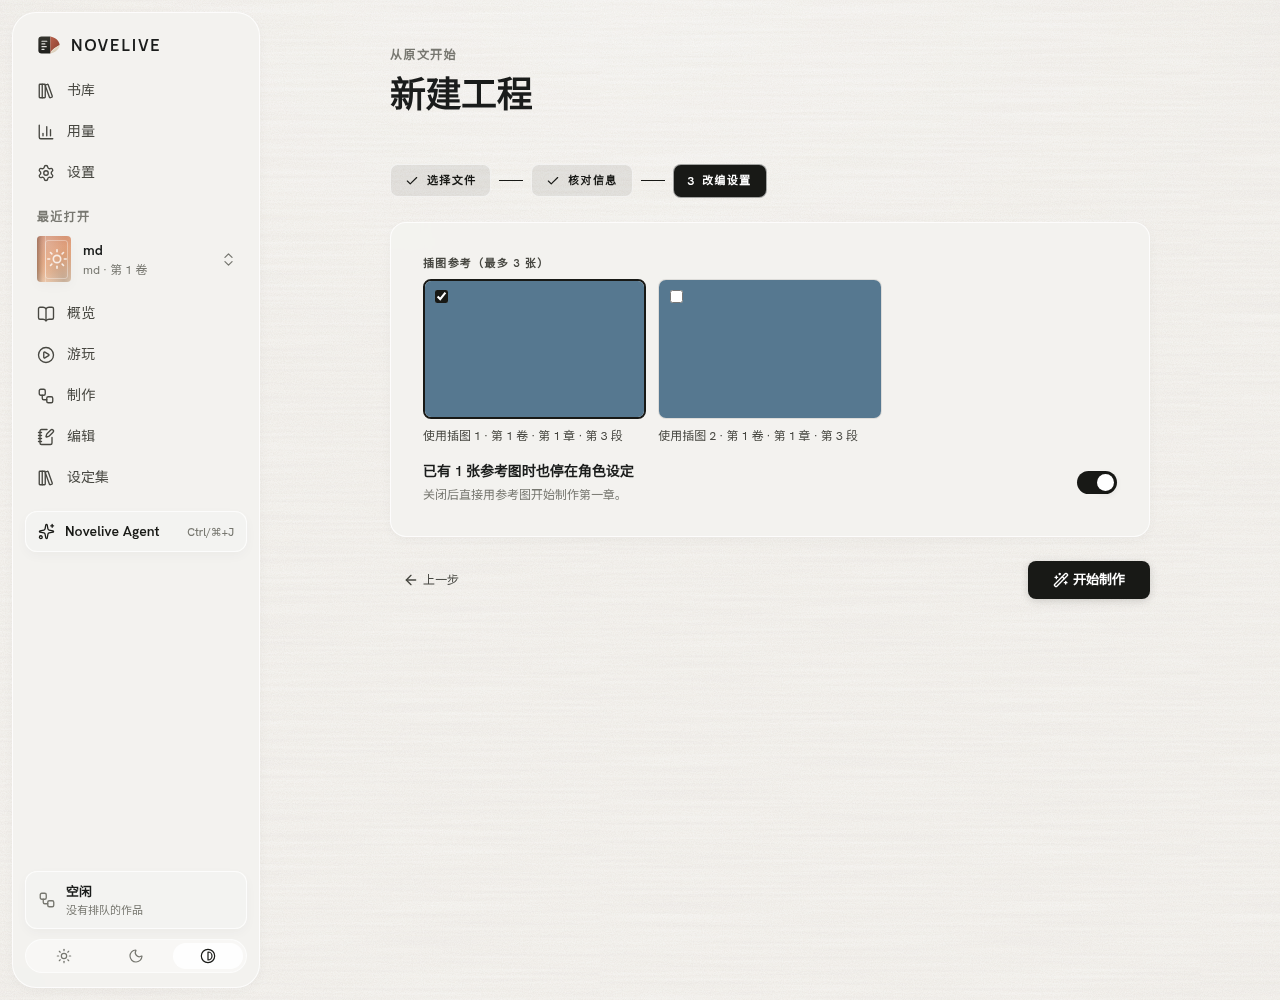 NOVELIVE
书库
用量
设置
最近打开
md
md · 第 1 卷
概览
游玩
制作
编辑
设定集
Novelive Agent Ctrl/⌘+J
空闲
没有排队的作品
从原文开始
新建工程
选择文件
核对信息
3 改编设置
插图参考（最多 3 张）
使用插图 1 · 第 1 卷 · 第 1 章 · 第 3 段
使用插图 2 · 第 1 卷 · 第 1 章 · 第 3 段
已有 1 张参考图时也停在角色设定
关闭后直接用参考图开始制作第一章。
上一步
开始制作